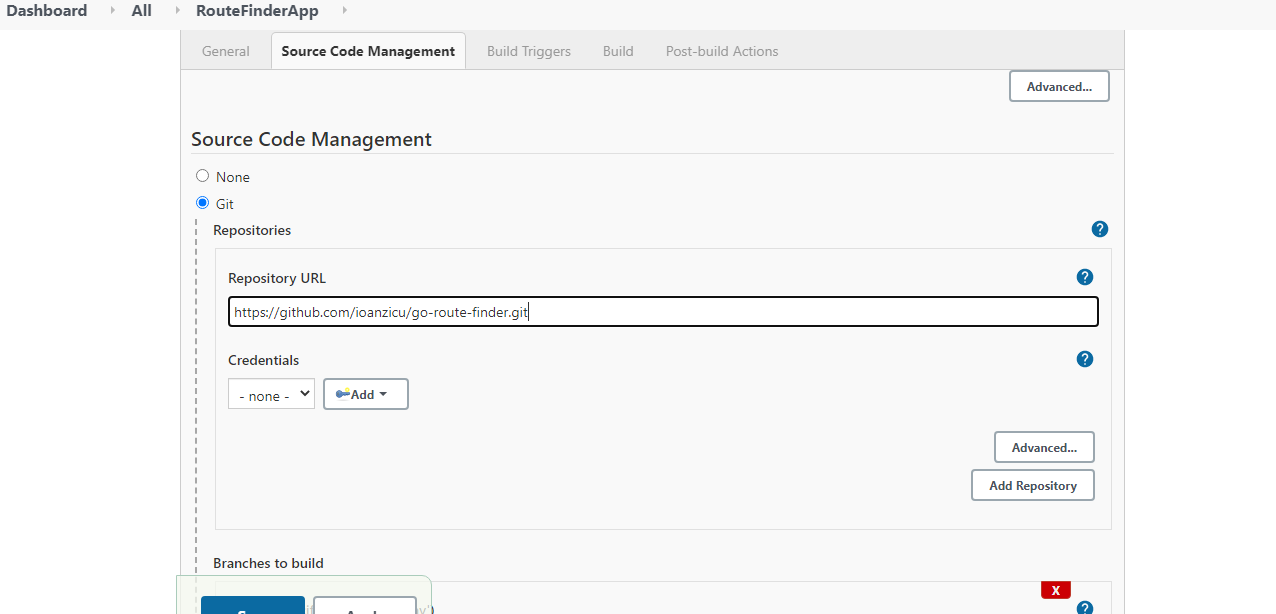 Dashboard All RouteFinderApp
General Source Code Management Build Triggers Build Post-build Actions
Advanced...
Source Code Management
None
Git
Repositories ?
Repository URL ?
https://github.com/ioanzicu/go-route-finder.git
Credentials ?
- none - Add
Advanced...
Add Repository
Branches to build
X
?